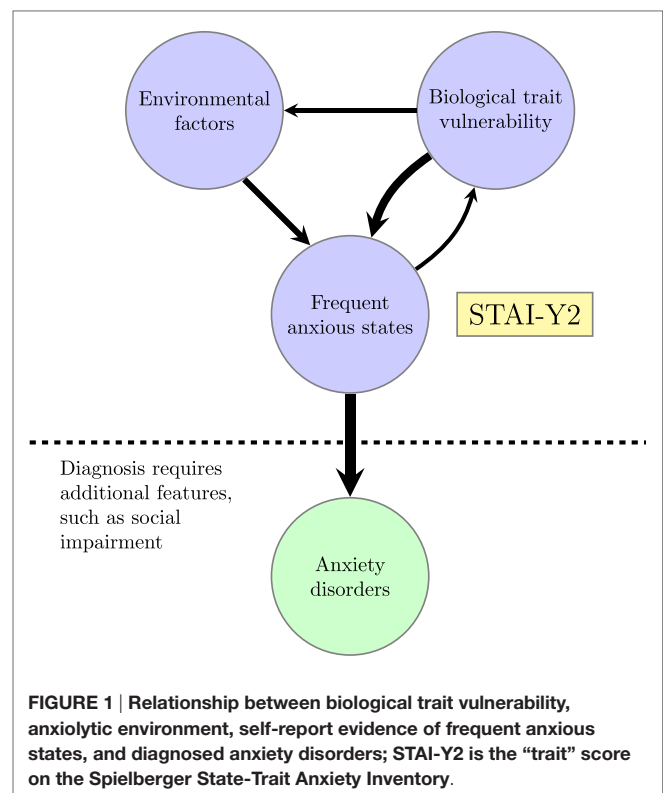 Environmental
factors
Biological trait
vulnerability
Frequent
anxious states
STAI-Y2
Diagnosis requires
additional features,
such as social
impairment
Anxiety
disorders
FIGURE 1 | Relationship between biological trait vulnerability,
anxiolytic environment, self-report evidence of frequent anxious
states, and diagnosed anxiety disorders; STAI-Y2 is the “trait” score
on the Spielberger State-Trait Anxiety Inventory.